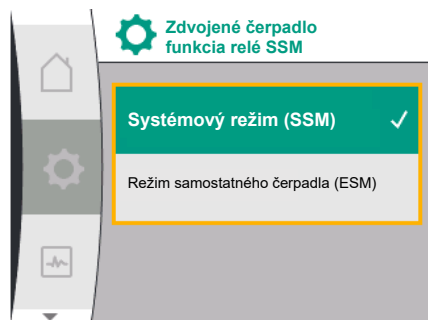 Zdvojené čerpadlo
funkcia relé SSM
Systémový režim (SSM)
Režim samostatného čerpadla (ESM)